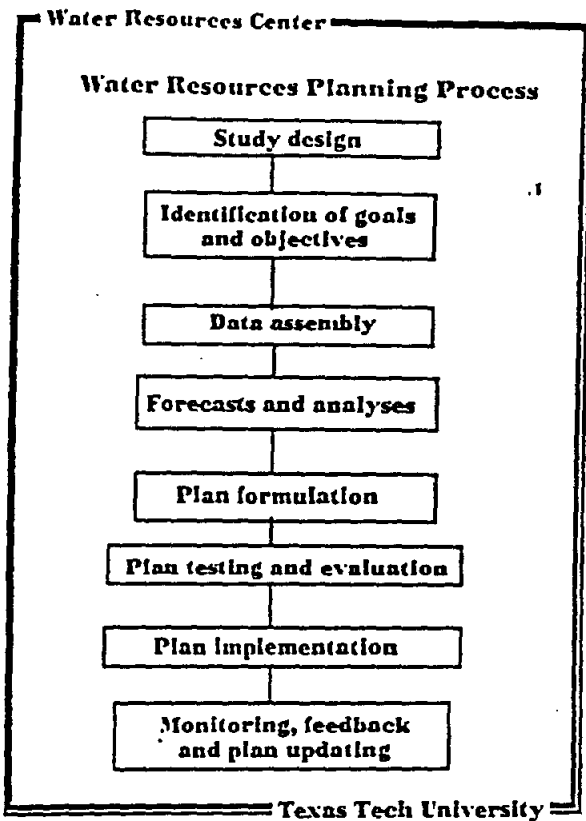 Water Resources Center
Water Resources Planning Process
Study design
Identification of goals
and objectives
Data assembly
Forecasts and analyses
Plan formulation
Plan testing and evaluation
Plan implementation
Monitoring, feedback
and plan updating
Texas Tech University